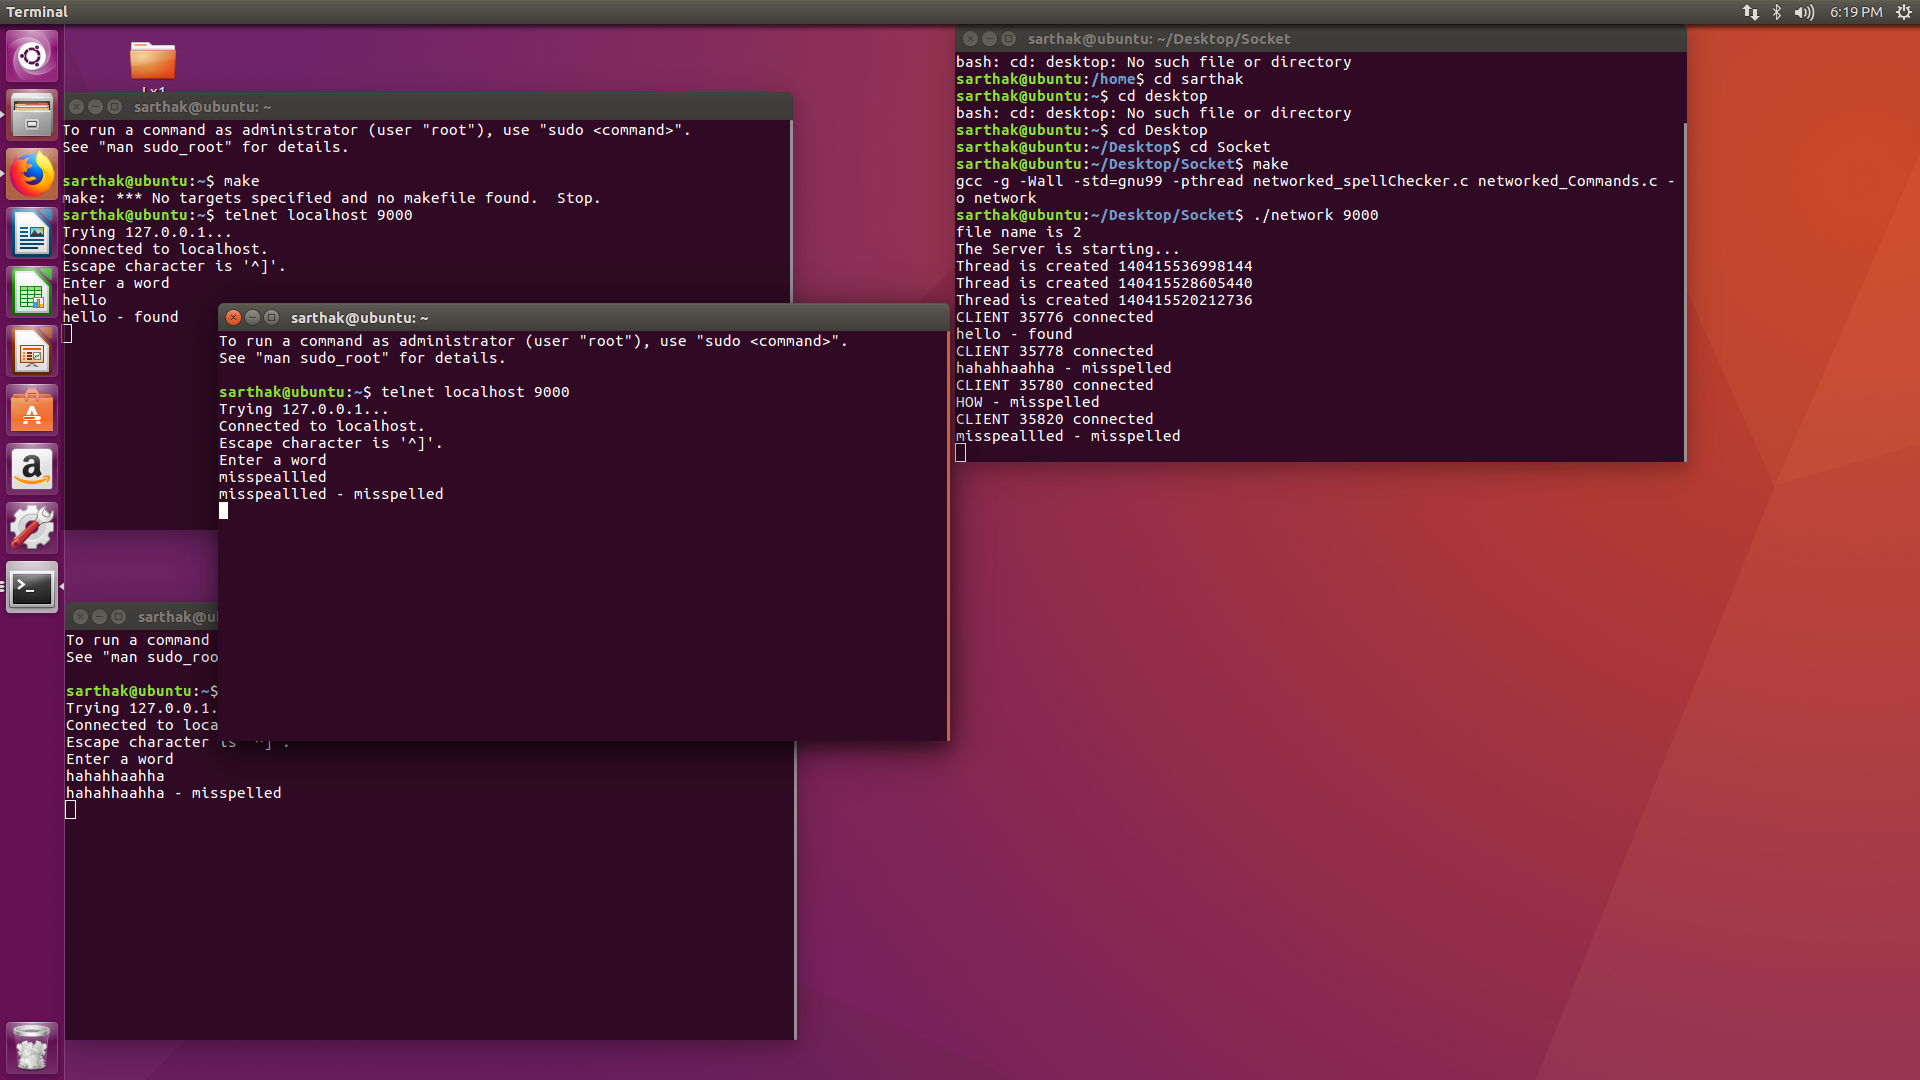 Terminal
6:19 PM
sarthak@ubuntu: ~
To run a command as administrator (user "root"), use "sudo <command>".
See "man sudo_root" for details.
sarthak@ubuntu:~$ make
make: *** No targets specified and no makefile found.  Stop.
sarthak@ubuntu:~$ telnet localhost 9000
Trying 127.0.0.1...
Connected to localhost.
Escape character is '^]'.
Enter a word
hello
hello - found
sarthak@ubuntu: ~
To run a command as administrator (user "root"), use "sudo <command>".
See "man sudo_root" for details.
sarthak@ubuntu:~$ telnet localhost 9000
Trying 127.0.0.1...
Connected to localhost.
Escape character is '^]'.
Enter a word
misspeallled
misspeallled - misspelled
To run a command
See "man
sarthak@ubuntu:~$
Trying 127.0.0.1.
Connected to
Escape character is
Enter a word
hahahhaahha
hahahhaahha - misspelled
sarthak@ubuntu: ~/Desktop/Socket
bash: cd: desktop: No such file or directory
sarthak@ubuntu:/home$ cd sarthak
sarthak@ubuntu:~$ cd desktop
bash: cd: desktop: No such file or directory
sarthak@ubuntu:~$ cd Desktop
sarthak@ubuntu:~/Desktop$ cd Socket
sarthak@ubuntu:~/Desktop/Socket$ make
gcc -g -Wall -std=gnu99 -pthread networked_spellChecker.c networked_Commands.c -
o network
sarthak@ubuntu:~/Desktop/Socket$ ./network 9000
file name is 2
The Server is starting...
Thread is created 140415536998144
Thread is created 140415528605440
Thread is created 140415520212736
CLIENT 35776 connected
hello - found
CLIENT 35778 connected
hahahhaahha - misspelled
CLIENT 35780 connected
HOW - misspelled
CLIENT 35820 connected
misspeallled - misspelled